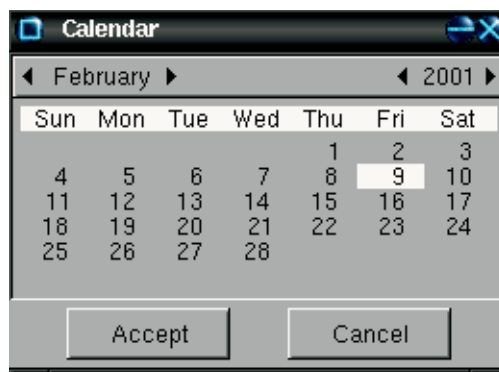 Calendar
February 2001
Sun Mon Tue Wed Thu Fri Sat
1 2 3
4 5 6 7 8 9 10
11 12 13 14 15 16 17
18 19 20 21 22 23 24
25 26 27 28
Accept Cancel